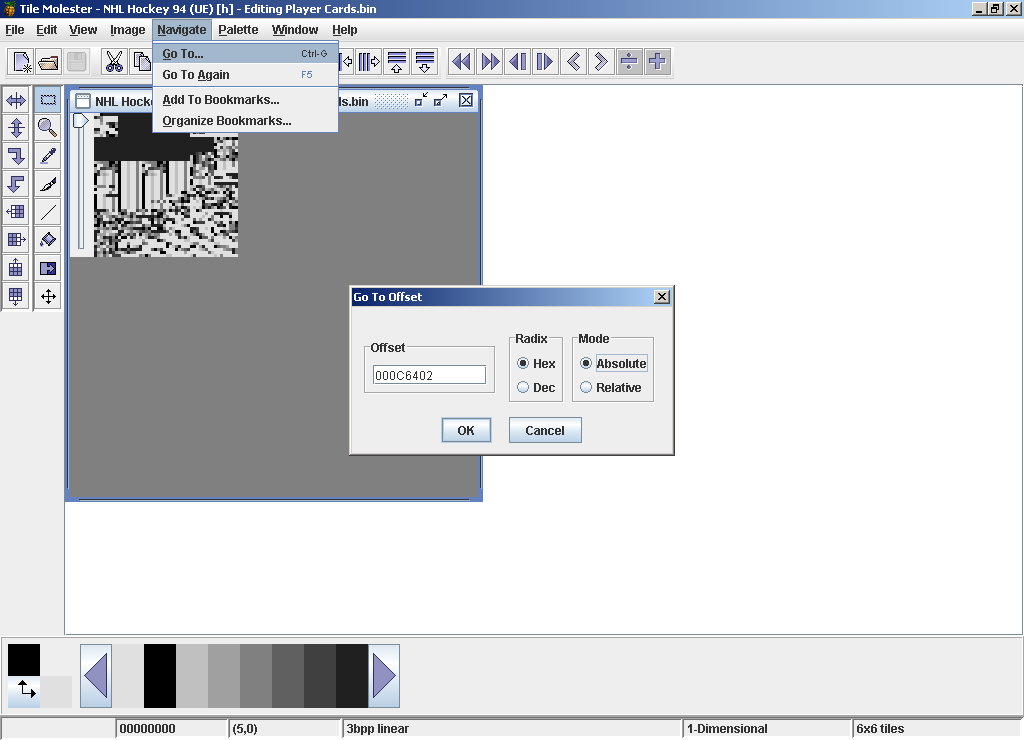 Tile Molester - NHL Hockey 94 (UE) [h] - Editing Player Cards.bin
File Edit View Image Navigate Palette Window Help
Go To... Ctrl-G
Go To Again F5
Add To Bookmarks...
Organize Bookmarks...
NHL Hocke
ds.bin
Go To Offset
Offset
000C6402
Radix
Hex
Dec
Mode
Absolute
Relative
OK
Cancel
00000000 (5,0) 3bpp linear 1-Dimensional 6x6 tiles